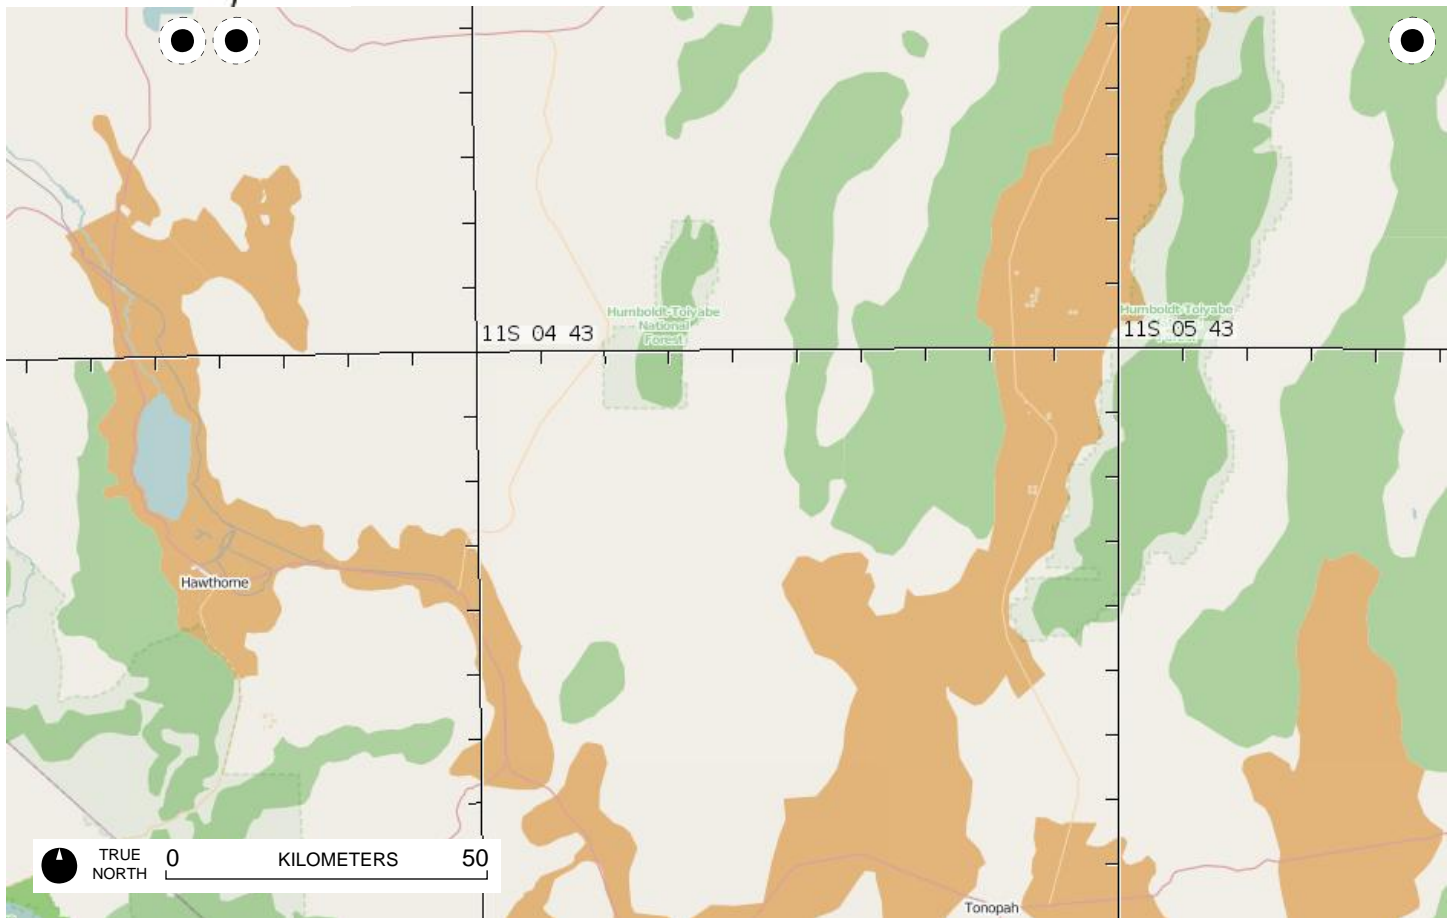 Humboldt-Toiyabe
National
Forest
Humboldt-Toiyabe
11S 04 43
11S 05 43
Hawthorne
TRUE
NORTH
0
KILOMETERS
50
Tonopah